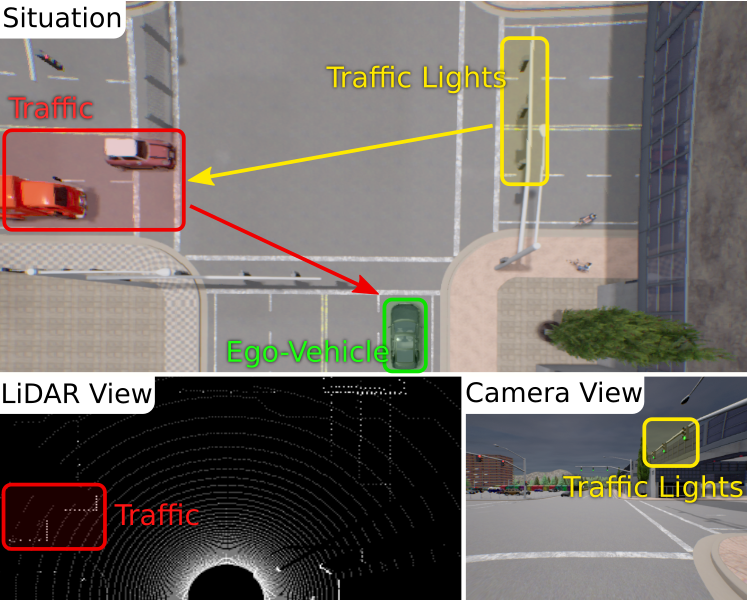 Situation
Traffic Lights
Traffic
Ego-Vehicle
LiDAR View
Camera View
Traffic
Traffic Lights